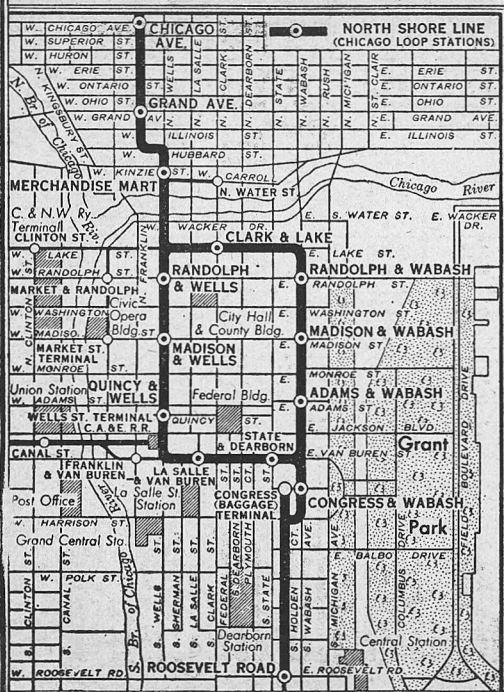 W. CHICAGO AVE.
CHICAGO AVE.
W. SUPERIOR ST.
W. HURON ST.
W. ERIE ST.
W. ONTARIO ST.
W. OHIO ST.
W. GRAND AV.
GRAND AVE.
W. ILLINOIS ST.
W. HUBBARD ST.
W. KINZIE ST.
W. CARROLL
N. WATER ST.
NORTH SHORE LINE
(CHICAGO LOOP STATIONS)
N. WELLS
N. LA SALLE
N. CLARK ST.
N. DEARBORN ST.
N. STATE
N. WABASH
N. RUSH
N. MICHIGAN
N. ST. CLAIR
E. ERIE ST.
E. ONTARIO ST.
E. OHIO ST.
E. GRAND AVE.
E. ILLINOIS ST.
N. Br. of Chicago Riv.
N. KINGSBURY ST.
MERCHANDISE MART
Chicago River
C. & N.W. Ry. Terminal
CLINTON ST.
WACKER DR.
E. S. WATER ST.
E. WACKER DR.
N. FRANKLIN
CLARK & LAKE
W. LAKE ST.
E. LAKE ST.
W. RANDOLPH ST.
RANDOLPH & WELLS
RANDOLPH & WABASH
E. RANDOLPH ST.
MARKET & RANDOLPH
W. WASHINGTON
Civic Opera Bldg.
City Hall & County Bldg.
E. WASHINGTON ST.
W. MADISO. ST
MADISON & WELLS
MADISON & WABASH
E. MADISON ST.
N. CLINTON ST.
MARKET ST. TERMINAL
W. MONROE ST.
E. MONROE ST.
Union Station
QUINCY & WELLS
Federal Bldg.
ADAMS & WABASH
W. ADAMS ST.
E. ADAMS ST.
WELLS ST. TERMINAL
C.A.& E. R.R.
QUINCY ST.
E. JACKSON BLVD.
STATE & DEARBORN
CANAL ST.
E. VAN BUREN ST.
FRANKLIN & VAN BUREN
LA SALLE & VAN BUREN
Grant Park
Post Office
La Salle St. Station
CONGRESS (BAGGAGE) TERMINAL
CONGRESS & WABASH
W. HARRISON ST.
Grand Central Sta.
E. BALBO DRIVE
W. POLK ST.
S. CLINTON ST.
S. CANAL ST.
S. Br. of Chicago River
S. WELLS ST.
S. SHERMAN ST.
S. LA SALLE ST.
S. CLARK ST.
FEDERAL ST.
S. DEARBORN ST.
PLYMOUTH CT.
S. STATE
HOLDEN CT.
S. WABASH AVE.
S. MICHIGAN AVE.
COLUMBUS DRIVE
FIELD BOULEVARD DRIVE
Dearborn Station
Central Station
W. ROOSEVELT RD.
ROOSEVELT ROAD
E. ROOSEVELT RD.